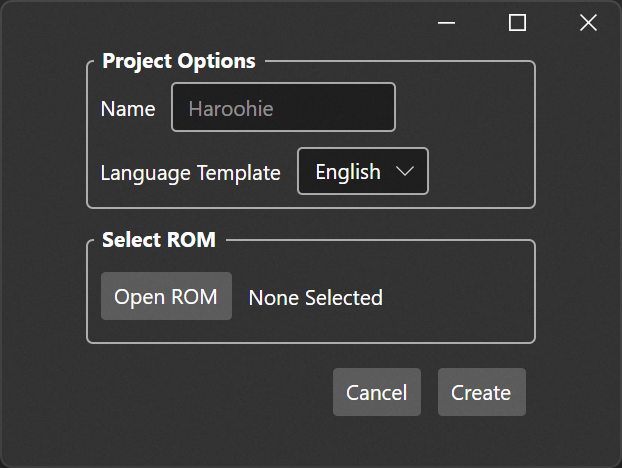 Project Options
Name Haroohie
Language Template English
Select ROM
Open ROM None Selected
Cancel Create